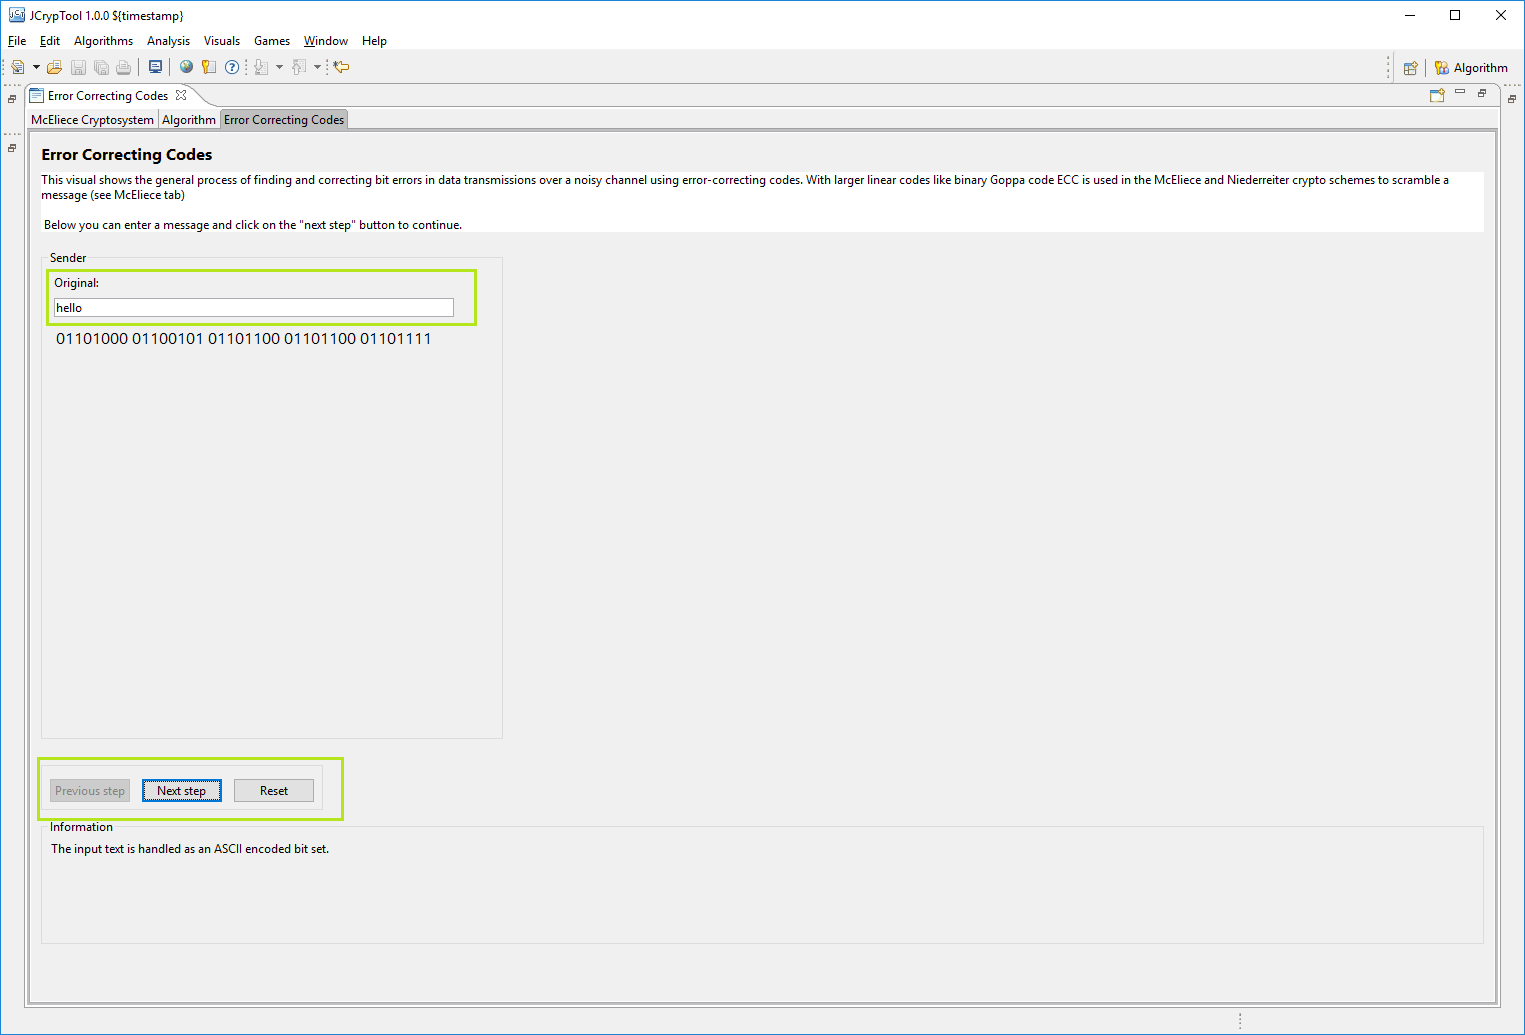 JCrypTool 1.0.0 ${timestamp}
File Edit Algorithms Analysis Visuals Games Window Help
Algorithm
Error Correcting Codes
McEliece Cryptosystem Algorithm Error Correcting Codes
Error Correcting Codes
This visual shows the general process of finding and correcting bit errors in data transmissions over a noisy channel using error-correcting codes. With larger linear codes like binary Goppa code ECC is used in the McEliece and Niederreiter crypto schemes to scramble a
message (see McEliece tab)
Below you can enter a message and click on the "next step" button to continue.
Sender
Original:
hello
01101000 01100101 01101100 01101100 01101111
Previous step Next step Reset
Information
The input text is handled as an ASCII encoded bit set.